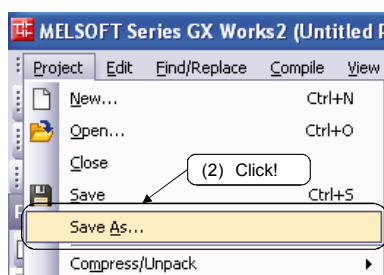 MELSOFT Series GX Works2 (Untitled P
Project Edit Find/Replace Compile View
New... Ctrl+N
Open... Ctrl+O
Close
(2) Click!
Save Ctrl+S
Save As...
Compress/Unpack